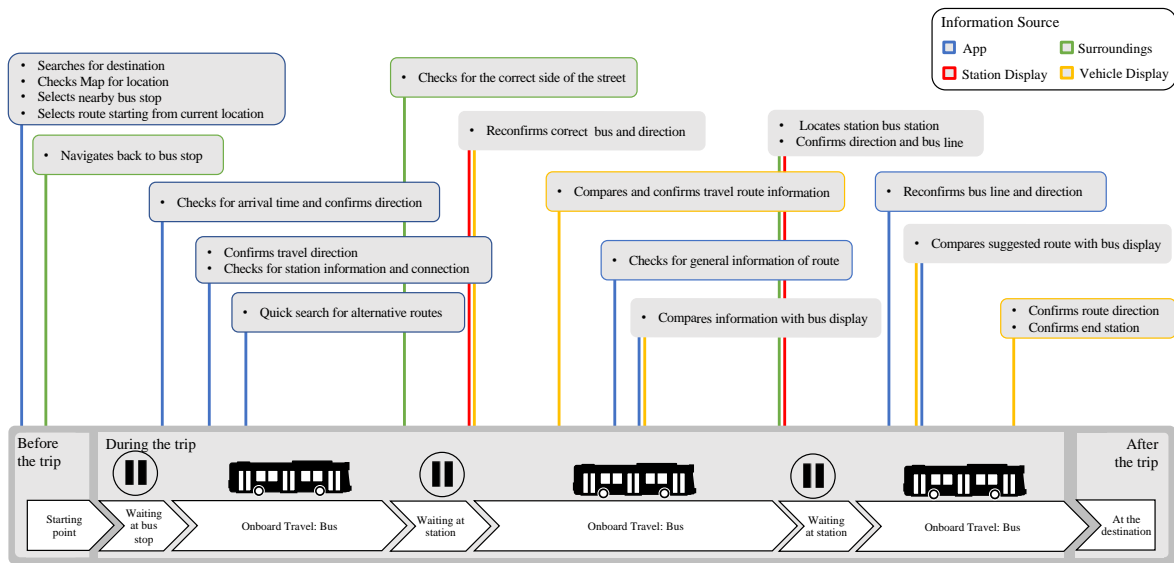 Information Source
App
Surroundings
Station Display
Vehicle Display
• Searches for destination
• Checks Map for location
• Selects nearby bus stop
• Selects route starting from current location
• Navigates back to bus stop
• Checks for arrival time and confirms direction
• Confirms travel direction
• Checks for station information and connection
• Quick search for alternative routes
• Checks for the correct side of the street
• Reconfirms correct bus and direction
• Compares and confirms travel route information
• Checks for general information of route
• Compares information with bus display
• Locates station bus station
• Confirms direction and bus line
• Reconfirms bus line and direction
• Compares suggested route with bus display
• Confirms route direction
• Confirms end station
Before
the trip
During the trip
After
the trip
Starting
point
Waiting
at bus
stop
Onboard Travel: Bus
Waiting at
station
Onboard Travel: Bus
Waiting
at station
Onboard Travel: Bus
At the
destination